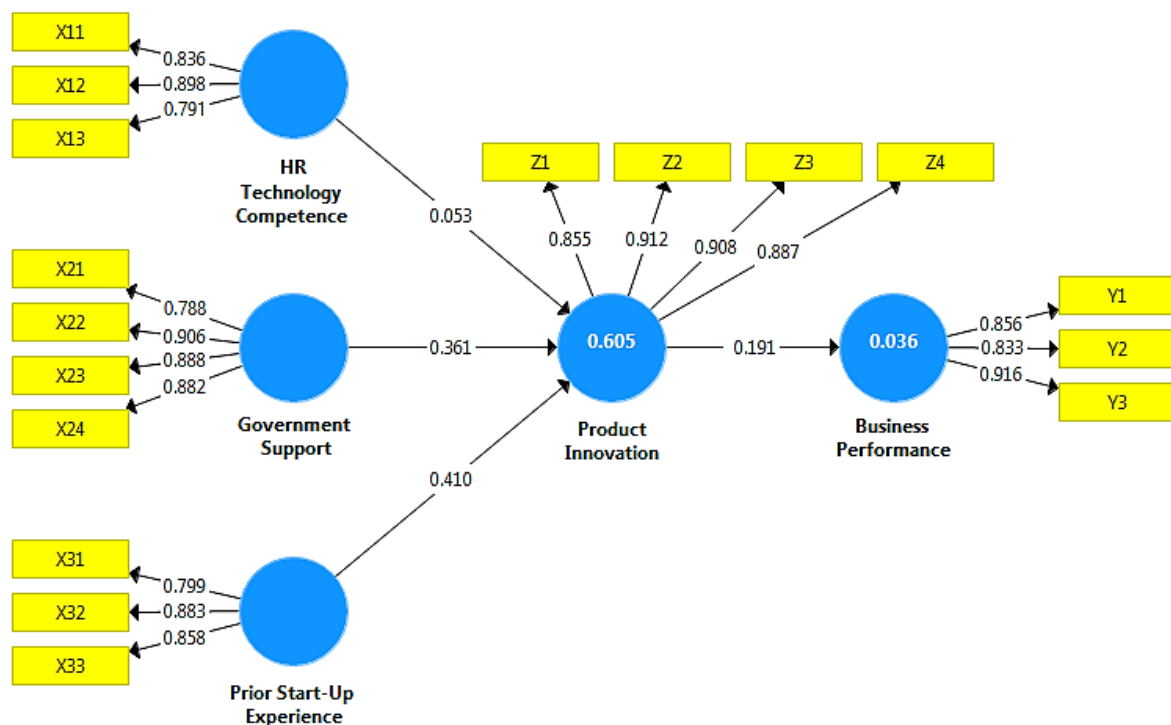 X11
X12
X13
0.836
0.898
0.791
HR
Technology
Competence
0.053
X21
X22
X23
X24
0.788
0.906
0.888
0.882
Government
Support
0.361
X31
X32
X33
0.799
0.883
0.858
Prior Start-Up
Experience
0.410
Z1
Z2
Z3
Z4
0.855
0.912
0.908
0.887
0.605
Product
Innovation
0.191
0.036
Business
Performance
0.856
0.833
0.916
Y1
Y2
Y3